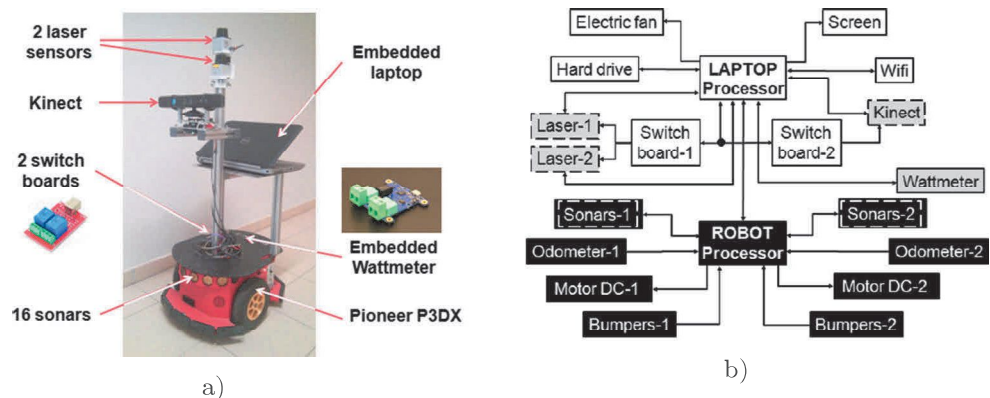 2 laser
sensors
Kinect
2 switch
boards
16 sonars
Embedded
laptop
Embedded
Wattmeter
Pioneer P3DX
a)
Electric fan
Screen
Hard drive
LAPTOP
Processor
Wifi
Laser-1
Kinect
Switch
board-1
Switch
board-2
Laser-2
Wattmeter
Sonars-1
Sonars-2
ROBOT
Processor
Odometer-1
Odometer-2
Motor DC-1
Motor DC-2
Bumpers-1
Bumpers-2
b)